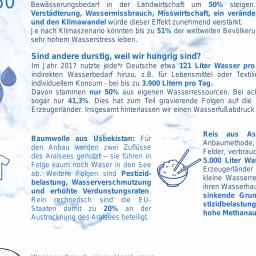 Bewässerungsbedarf in der Landwirtschaft um 50% steigen.
Verstädterung, Wassermissbrauch, Misswirtschaft, ein verände
und den Klimawandel würde dieser Effekt zunehmend verstärkt.
Je nach Klimaszenario könnten bis zu 51% der weltweiten Bevölkeru
sehr hohem Wasserstress leben.
Sind andere durstig, weil wir hungrig sind?
Im Jahr 2017 nutzte jede*r Deutsche etwa 121 Liter Wasser pro
indirekten Wasserbedarf hinzu, z.B. für Lebensmittel oder Textilie
individuellem Konsum - bei bis zu 3.900 Litern pro Tag.
Davon stammen nur 50% aus eigenen Wasserressourcen. Bei
sogar nur 41,3%. Dies hat zum Teil gravierende Folgen auf die
Erzeugerländer. Insgesamt hinterlassen wir einen Wasserfußabdruck
Baumwolle aus Usbekistan: Für
den Anbau werden zwei Zuflüsse
des Aralsees genutzt – sie führen in
Folge kaum noch Waser in den See
ab. Weitere Folgen sind Pestizid-
belastung, Wasserverschmutzung
und erhöhte Verdunstungsraten.
Rein rechnerisch sind die EU-
Staaten damit zu 20% an der
Austrocknung des Aralsees beteiligt.
Reis aus As
Anbaumethode,
Felder, verbrauc
5.000 Liter Was
Erzeugerländer
kleine Wasserre
ihren Wasserhau
sinkende Grun
stizidbelastung
hohe Methanau